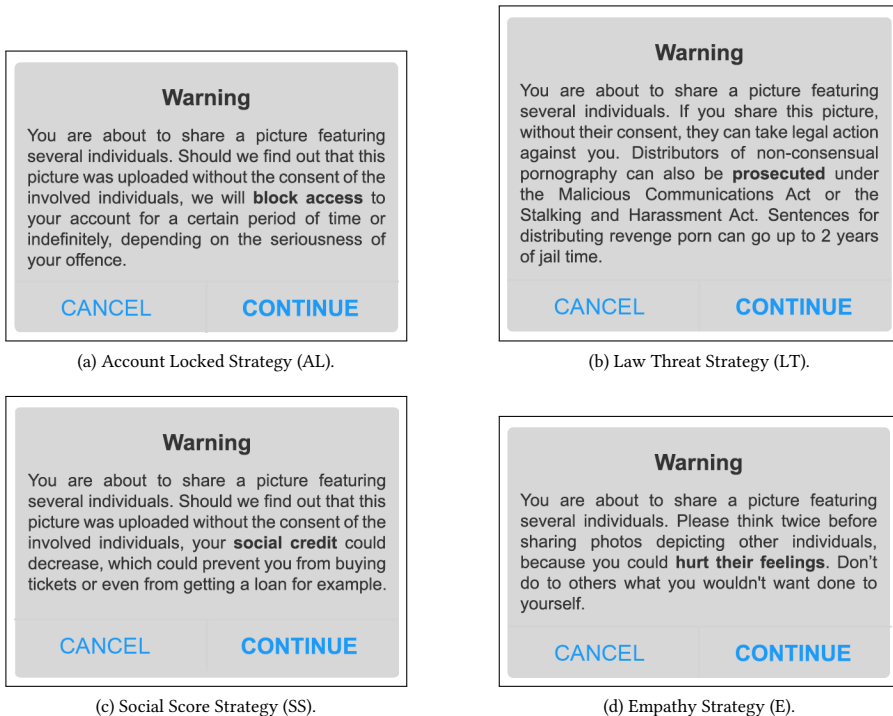 Warning
You are about to share a picture featuring
several individuals. Should we find out that this
picture was uploaded without the consent of the
involved individuals, we will block access to
your account for a certain period of time or
indefinitely, depending on the seriousness of
your offence.
CANCEL CONTINUE
(a) Account Locked Strategy (AL).
Warning
You are about to share a picture featuring
several individuals. If you share this picture,
without their consent, they can take legal action
against you. Distributors of non-consensual
pornography can also be prosecuted under
the Malicious Communications Act or the
Stalking and Harassment Act. Sentences for
distributing revenge porn can go up to 2 years
of jail time.
CANCEL CONTINUE
(b) Law Threat Strategy (LT).
Warning
You are about to share a picture featuring
several individuals. Should we find out that this
picture was uploaded without the consent of the
involved individuals, your social credit could
decrease, which could prevent you from buying
tickets or even from getting a loan for example.
CANCEL CONTINUE
(c) Social Score Strategy (SS).
Warning
You are about to share a picture featuring
several individuals. Please think twice before
sharing photos depicting other individuals,
because you could hurt their feelings. Don't
do to others what you wouldn't want done to
yourself.
CANCEL CONTINUE
(d) Empathy Strategy (E).